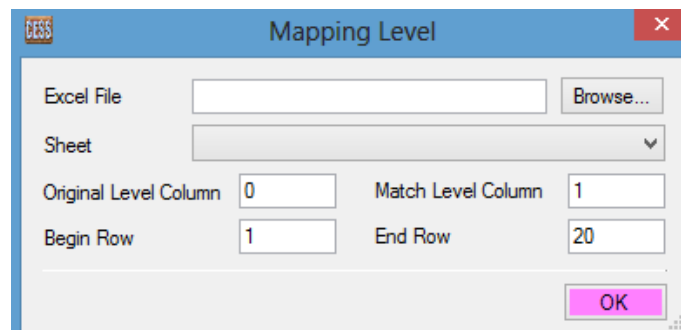 CESS Mapping Level
Excel File Browse...
Sheet
Original Level Column 0 Match Level Column 1
Begin Row 1 End Row 20
OK